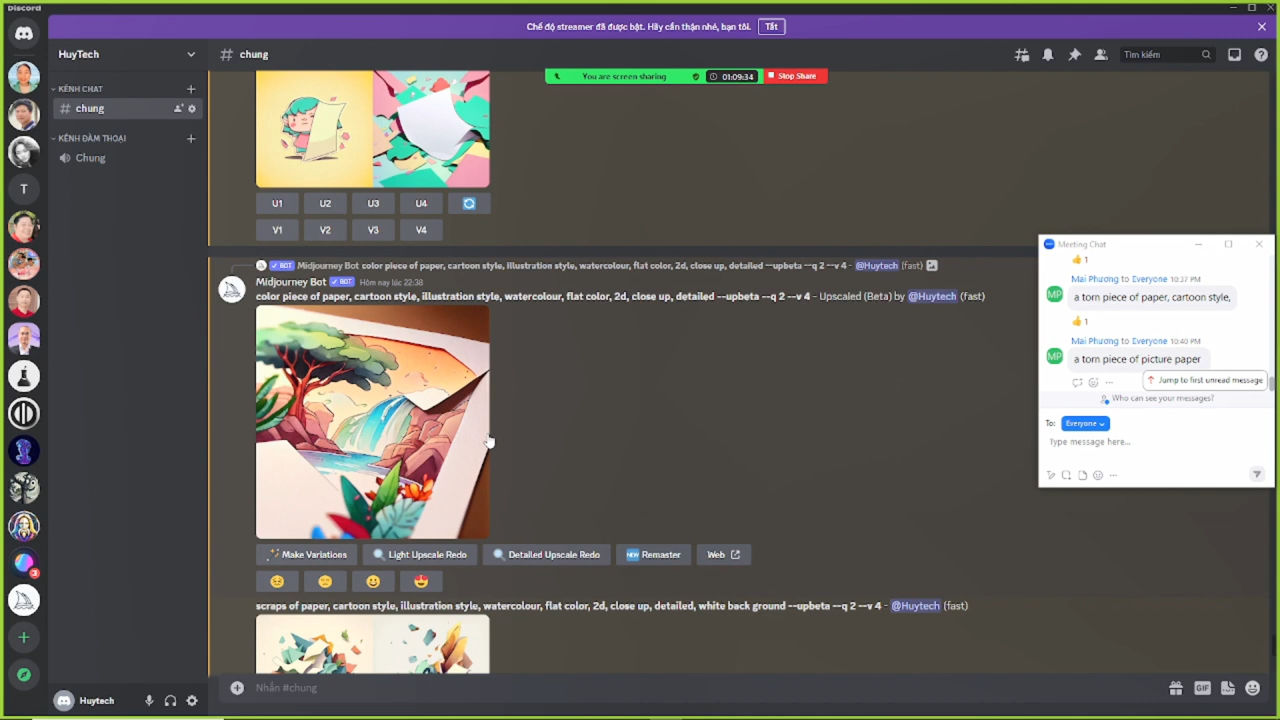 Discord
Chế độ streamer đã được bật. Hãy cẩn thận nhé, bạn tôi.
Tắt
HuyTech
# chung
Tìm kiếm
You are screen sharing
01:09:34
Stop Share
KÊNH CHAT
# chung
KÊNH ĐÀM THOẠI
Chung
T
U1 U2 U3 U4
V1 V2 V3 V4
BOT Midjourney Bot color piece of paper, cartoon style, illustration style, watercolour, flat color, 2d, close up, detailed --upbeta --q 2 --v 4 - @Huytech (fast)
Midjourney Bot BOT Hôm nay lúc 22:38
color piece of paper, cartoon style, illustration style, watercolour, flat color, 2d, close up, detailed --upbeta --q 2 --v 4 - Upscaled (Beta) by @Huytech (fast)
Make Variations
Light Upscale Redo
Detailed Upscale Redo
NEW Remaster
Web
scraps of paper, cartoon style, illustration style, watercolour, flat color, 2d, close up, detailed, white back ground --upbeta --q 2 --v 4 - @Huytech (fast)
Nhắn #chung
GIF
Huytech
Meeting Chat
1
Mai Phương to Everyone 10:37 PM
MP
a torn piece of paper, cartoon style,
1
Mai Phương to Everyone 10:40 PM
MP
a torn piece of picture paper
Jump to first unread message
Who can see your messages?
To: Everyone
Type message here...